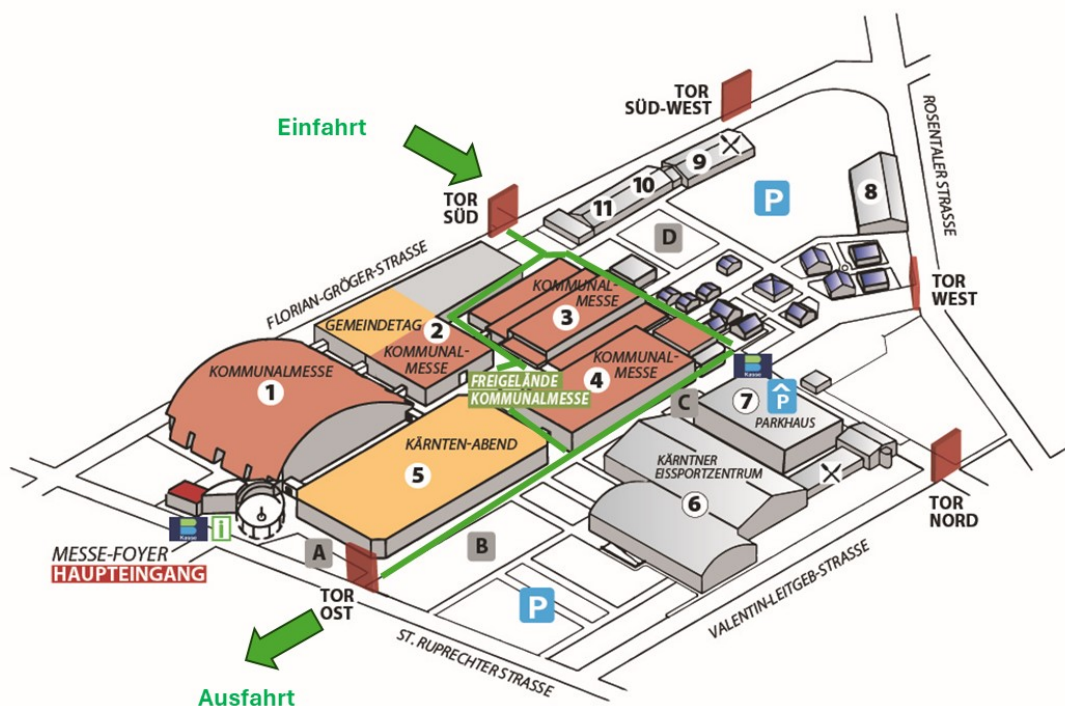 TOR
SÜD-WEST
Einfahrt
ROSENTALER STRASSE
9
10
11
8
P
TOR
SÜD
D
FLORIAN-GRÖGER-STRASSE
TOR
WEST
KOMMUNAL-
MESSE
3
GEMEINDETAG
2
KOMMUNAL-
MESSE
KOMMUNALMESSE
1
KOMMUNAL-
MESSE
4
FREIGELÄNDE
KOMMUNALMESSE
B
Kasse
C
7
P
PARKHAUS
KÄRNTEN-ABEND
5
KÄRNTNER
EISSPORTZENTRUM
6
TOR
NORD
B
Kasse
i
MESSE-FOYER
HAUPTEINGANG
A
B
TOR
OST
P
VALENTIN-LEITGEB-STRASSE
ST. RUPRECHTER STRASSE
Ausfahrt